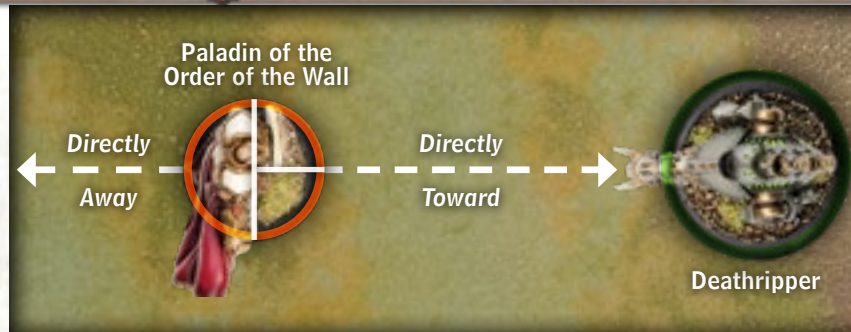 Paladin of the
Order of the Wall
Directly
Away
Directly
Toward
Deathripper